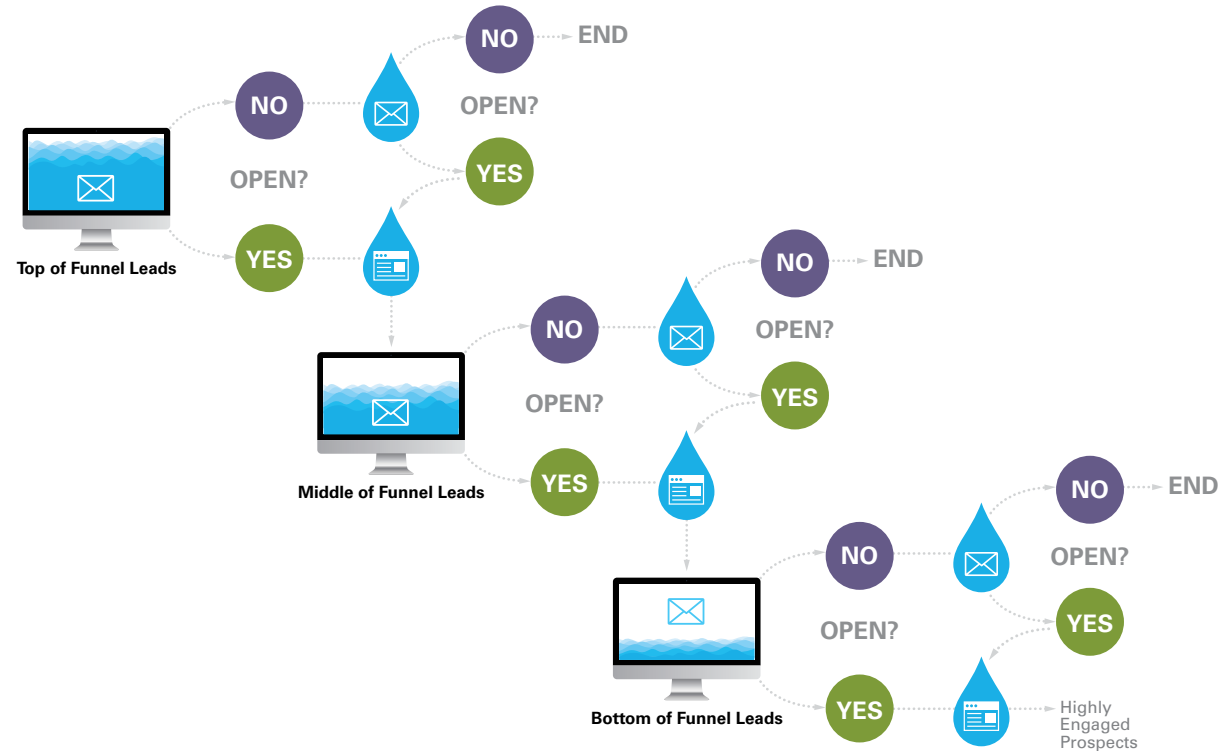 NO
END
NO
OPEN?
YES
OPEN?
YES
Top of Funnel Leads
NO
END
NO
OPEN?
YES
OPEN?
YES
Middle of Funnel Leads
NO
END
NO
OPEN?
YES
OPEN?
YES
Bottom of Funnel Leads
Highly
Engaged
Prospects